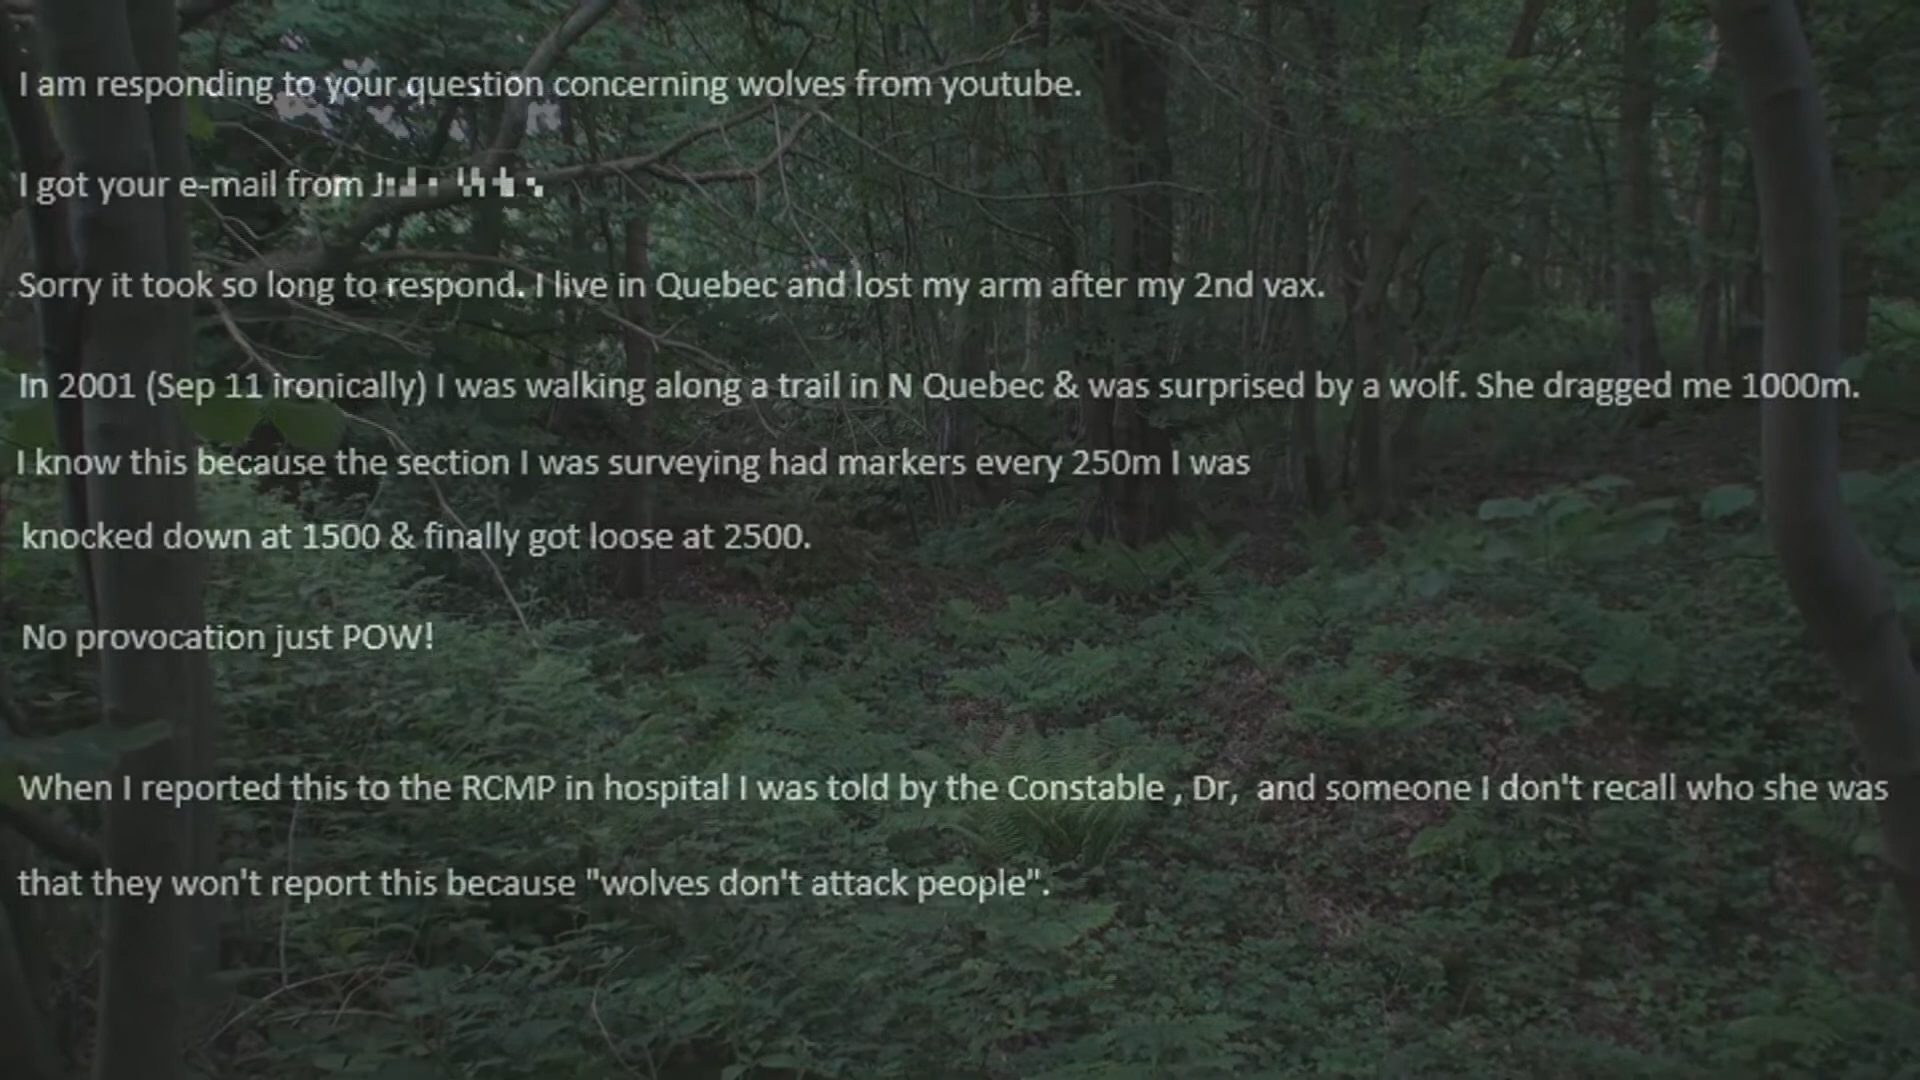 I am responding to your question concerning wolves from youtube.
I got your e-mail from
Sorry it took so long to respond. I live in Quebec and lost my arm after my 2nd vax.
In 2001 (Sep 11 ironically) I was walking along a trail in N Quebec & was surprised by a wolf. She dragged me 1000m.
I know this because the section I was surveying had markers every 250m I was
knocked down at 1500 & finally got loose at 2500.
No provocation just POW!
When I reported this to the RCMP in hospital I was told by the Constable , Dr,  and someone I don't recall who she was
that they won't report this because "wolves don't attack people".